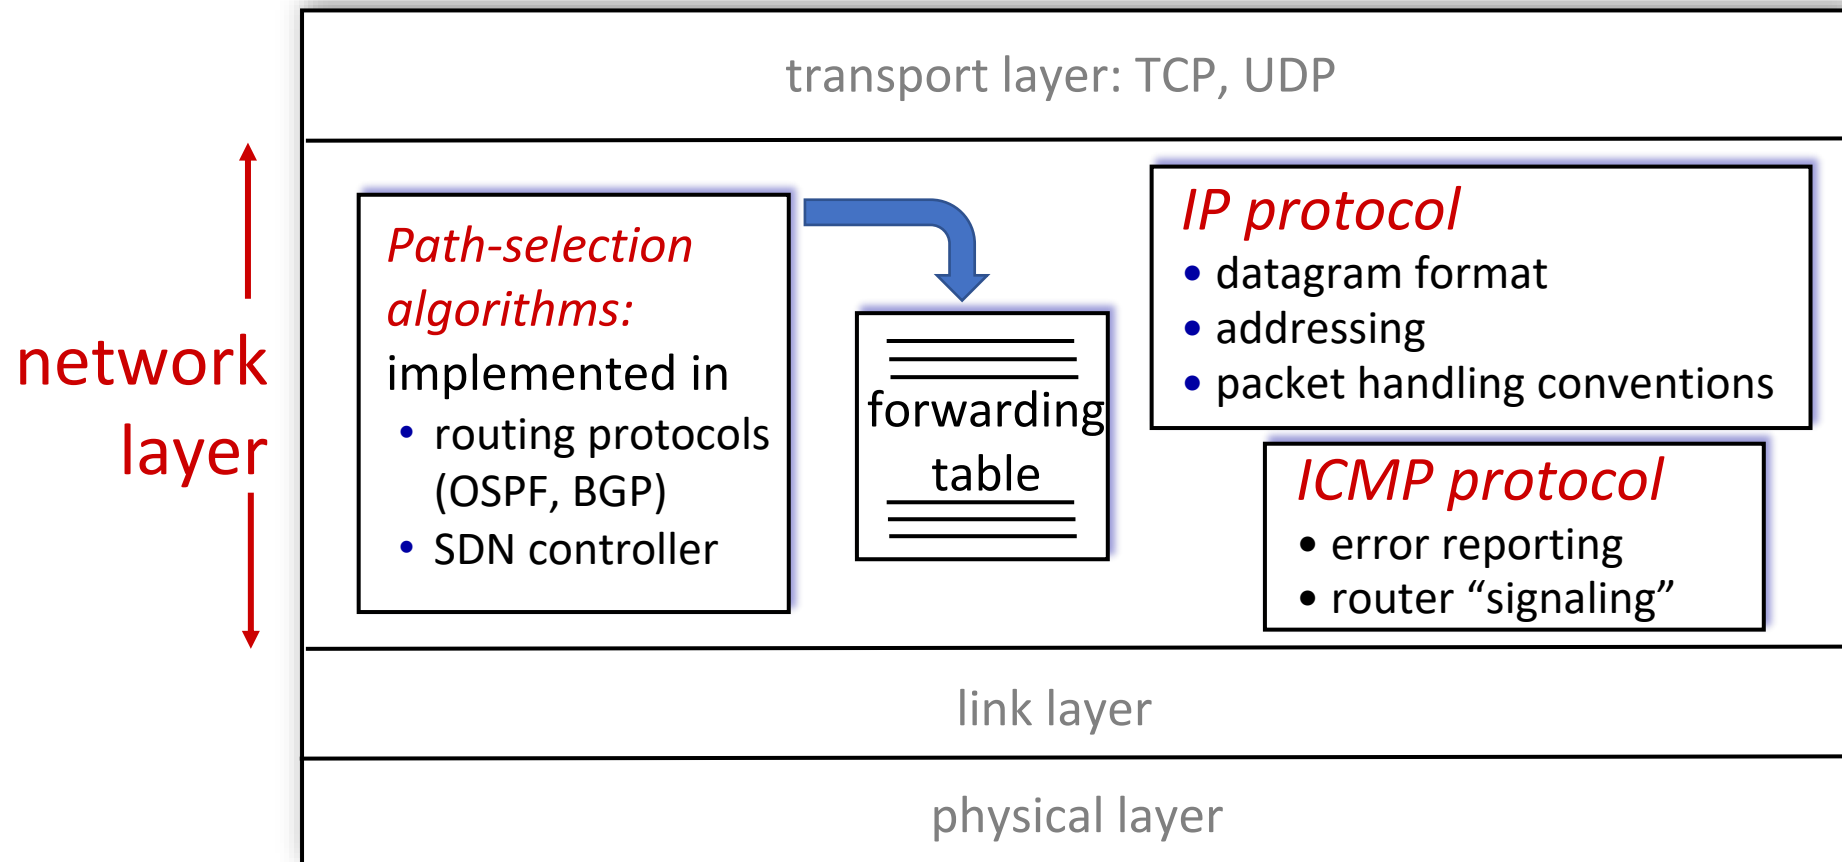 transport layer: TCP, UDP
network
layer
Path-selection
algorithms:
implemented in
• routing protocols
(OSPF, BGP)
• SDN controller
forwarding
table
IP protocol
• datagram format
• addressing
• packet handling conventions
ICMP protocol
• error reporting
• router “signaling”
link layer
physical layer